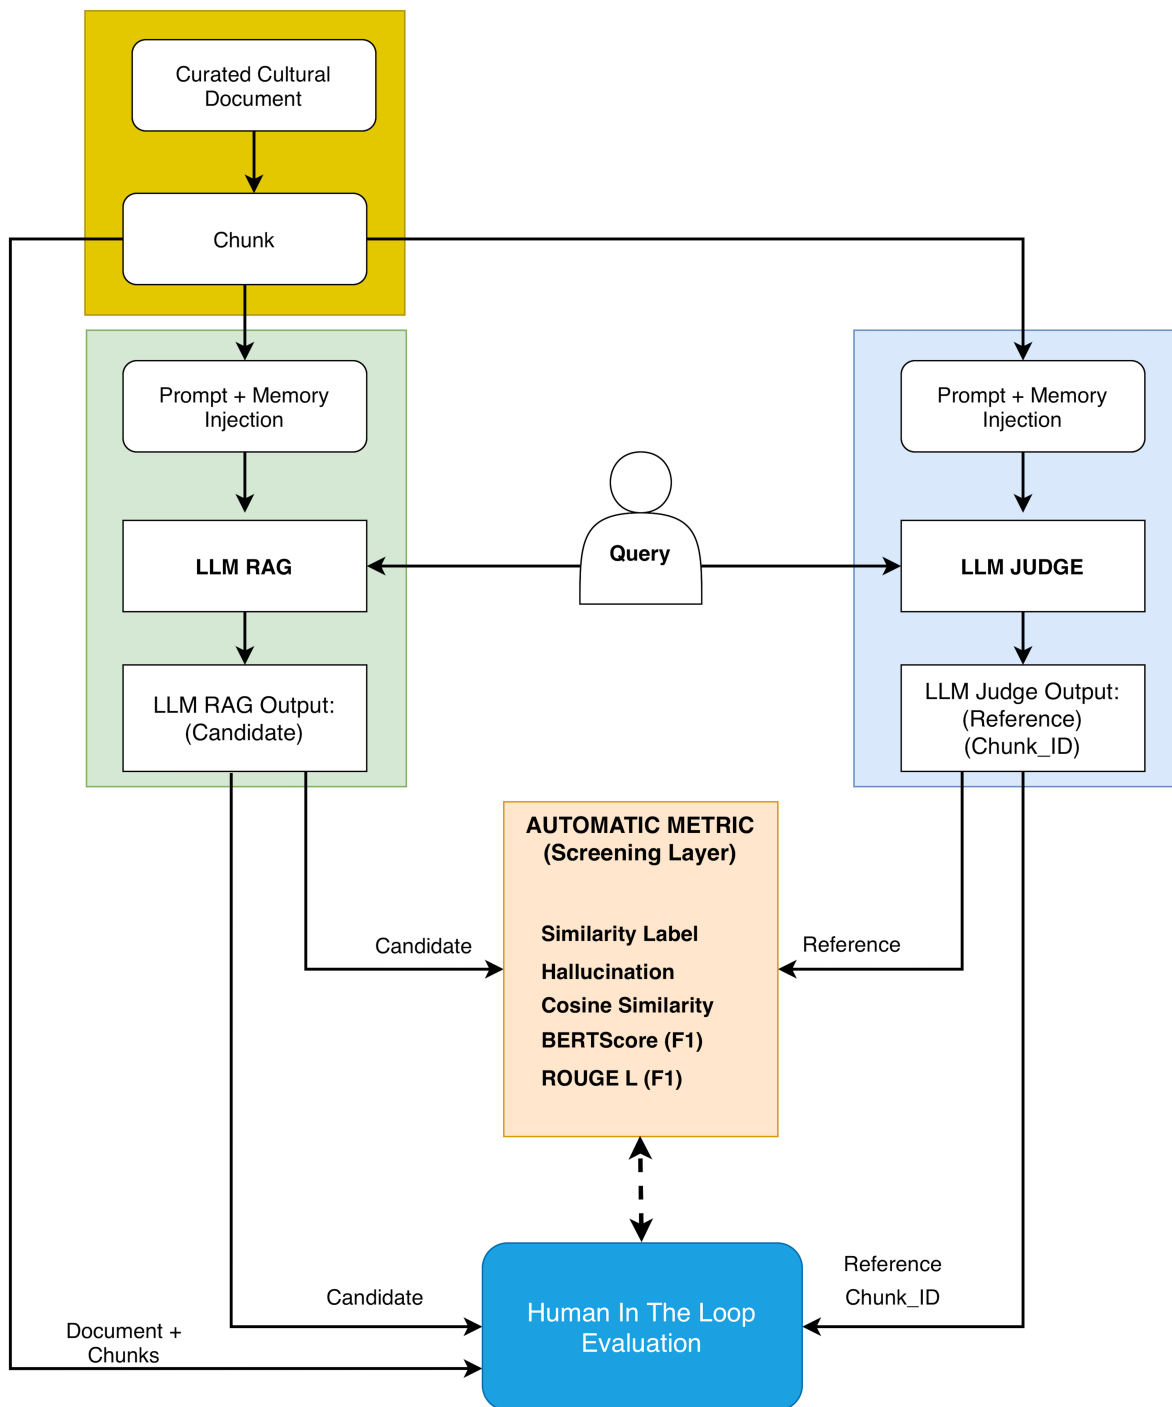 Curated Cultural
Document
Chunk
Prompt + Memory
Injection
Prompt + Memory
Injection
LLM RAG
Query
LLM JUDGE
LLM RAG Output:
(Candidate)
LLM Judge Output:
(Reference)
(Chunk_ID)
AUTOMATIC METRIC
(Screening Layer)
Similarity Label
Hallucination
Cosine Similarity
BERTScore (F1)
ROUGE L (F1)
Candidate
Reference
Candidate
Reference
Chunk_ID
Document +
Chunks
Human In The Loop
Evaluation